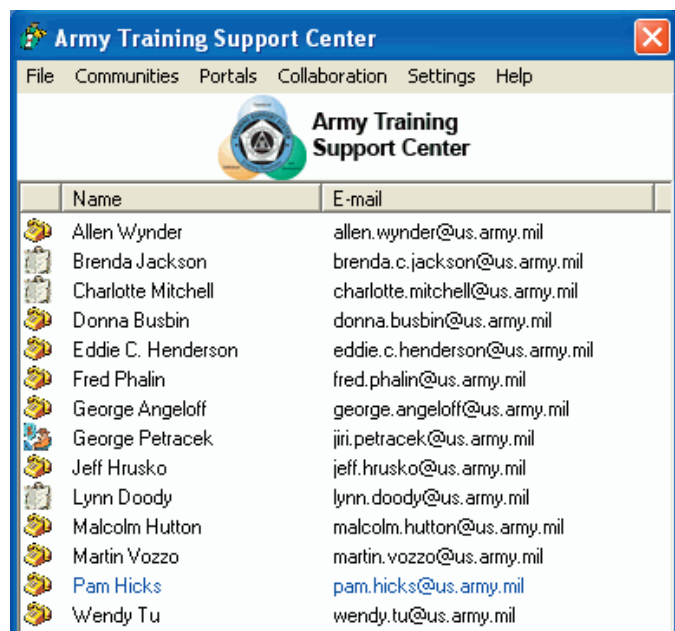 Army Training Support Center
File Communities Portals Collaboration Settings Help
Army Training
Support Center
Name E-mail
Allen Wynder allen.wynder@us.army.mil
Brenda Jackson brenda.c.jackson@us.army.mil
Charlotte Mitchell charlotte.mitchell@us.army.mil
Donna Busbin donna.busbin@us.army.mil
Eddie C. Henderson eddie.c.henderson@us.army.mil
Fred Phalin fred.phalin@us.army.mil
George Angeloff george.angeloff@us.army.mil
George Petracek jiri.petracek@us.army.mil
Jeff Hrusko jeff.hrusko@us.army.mil
Lynn Doody lynn.doody@us.army.mil
Malcolm Hutton malcolm.hutton@us.army.mil
Martin Vozzo martin.vozzo@us.army.mil
Pam Hicks pam.hicks@us.army.mil
Wendy Tu wendy.tu@us.army.mil